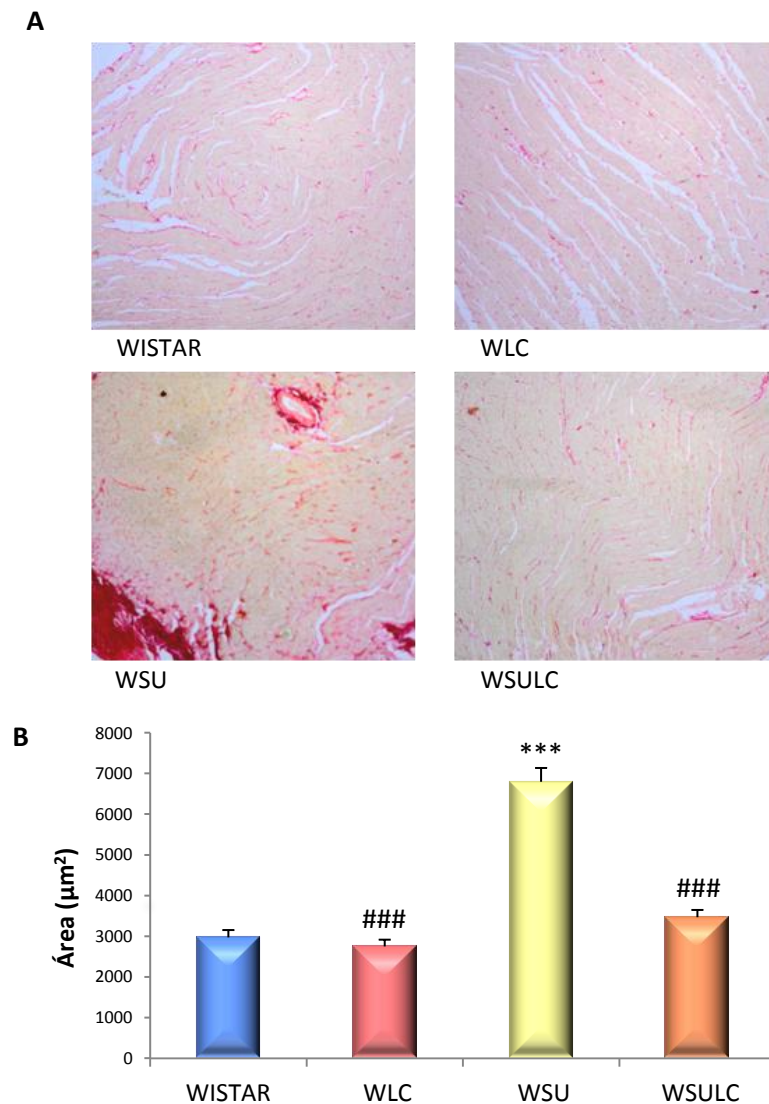 A
WISTAR WLC
WSU WSULC
B
Área (µm²)
8000
7000
6000
5000
4000
3000
2000
1000
0
***
###
###
WISTAR WLC WSU WSULC